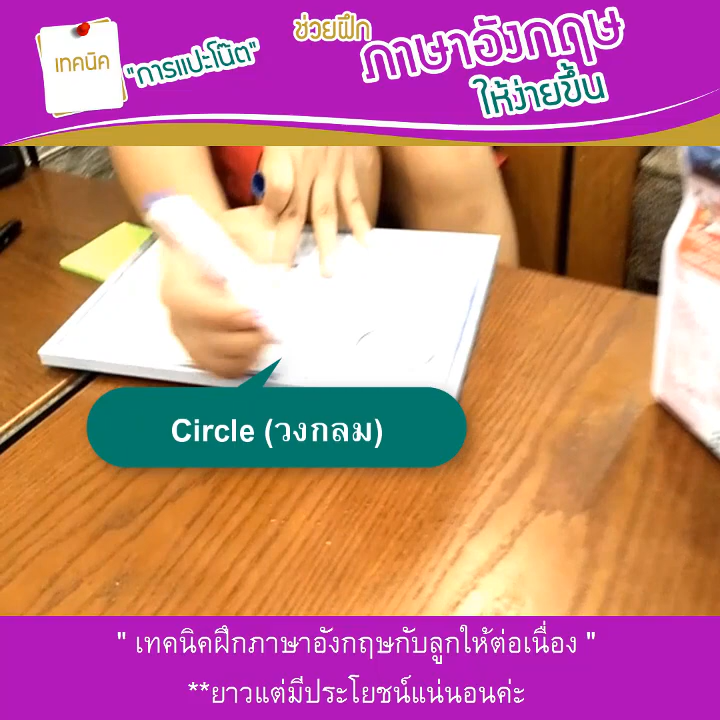 เทคนิค
"การแปะโน๊ต"
ช่วยฝึก
ภาษาอังกฤษ
ให้ง่ายขึ้น
Circle (วงกลม)
" เทคนิคฝึกภาษาอังกฤษกับลูกให้ต่อเนื่อง "
**ยาวแต่มีประโยชน์แน่นอนค่ะ